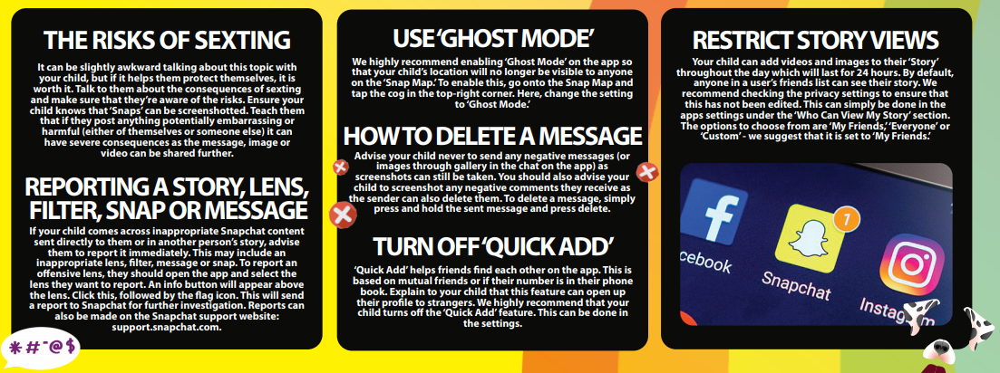 THE RISKS OF SEXTING
It can be slightly awkward talking about this topic with
your child, but if it helps them protect themselves, it is
worth it. Talk to them about the consequences of sexting
and make sure that they're aware of the risks. Ensure your
child knows that 'Snaps' can be screenshotted. Teach them
that if they post anything potentially embarrassing or
harmful (either of themselves or someone else) it can
have severe consequences as the message, image or
video can be shared further.
REPORTING A STORY, LENS,
FILTER, SNAP OR MESSAGE
If your child comes across inappropriate Snapchat content
sent directly to them or in another person's story, advise
them to report it immediately. This may include an
inappropriate lens, filter, message or snap. To report an
offensive lens, they should open the app and select the
lens they want to report. An info button will appear above
the lens. Click this, followed by the flag icon. This will send
a report to Snapchat for further investigation. Reports can
also be made on the Snapchat support website:
support.snapchat.com.
*#~@$
USE 'GHOST MODE'
We highly recommend enabling 'Ghost Mode' on the app so
that your child's location will no longer be visible to anyone
on the 'Snap Map.' To enable this, go onto the Snap Map and
tap the cog in the top-right corner. Here, change the setting
to 'Ghost Mode.'
HOW TO DELETE A MESSAGE
Advise your child never to send any negative messages (or
images through gallery in the chat on the app) as
screenshots can still be taken. You should also advise your
child to screenshot any negative comments they receive as
the sender can also delete them. To delete a message, simply
press and hold the sent message and press delete.
TURN OFF 'QUICK ADD'
'Quick Add' helps friends find each other on the app. This is
based on mutual friends or if their number is in their phone
book. Explain to your child that this feature can open up
their profile to strangers. We highly recommend that your
child turns off the 'Quick Add' feature. This can be done in
the settings.
RESTRICT STORY VIEWS
Your child can add videos and images to their 'Story'
throughout the day which will last for 24 hours. By default,
anyone in a user's friends list can see their story. We
recommend checking the privacy settings to ensure that
this has not been edited. This can simply be done in the
apps settings under the 'Who Can View My Story' section.
The options to choose from are 'My Friends,' 'Everyone' or
'Custom' - we suggest that it is set to 'My Friends.'
f
1
cebook
Snapchat